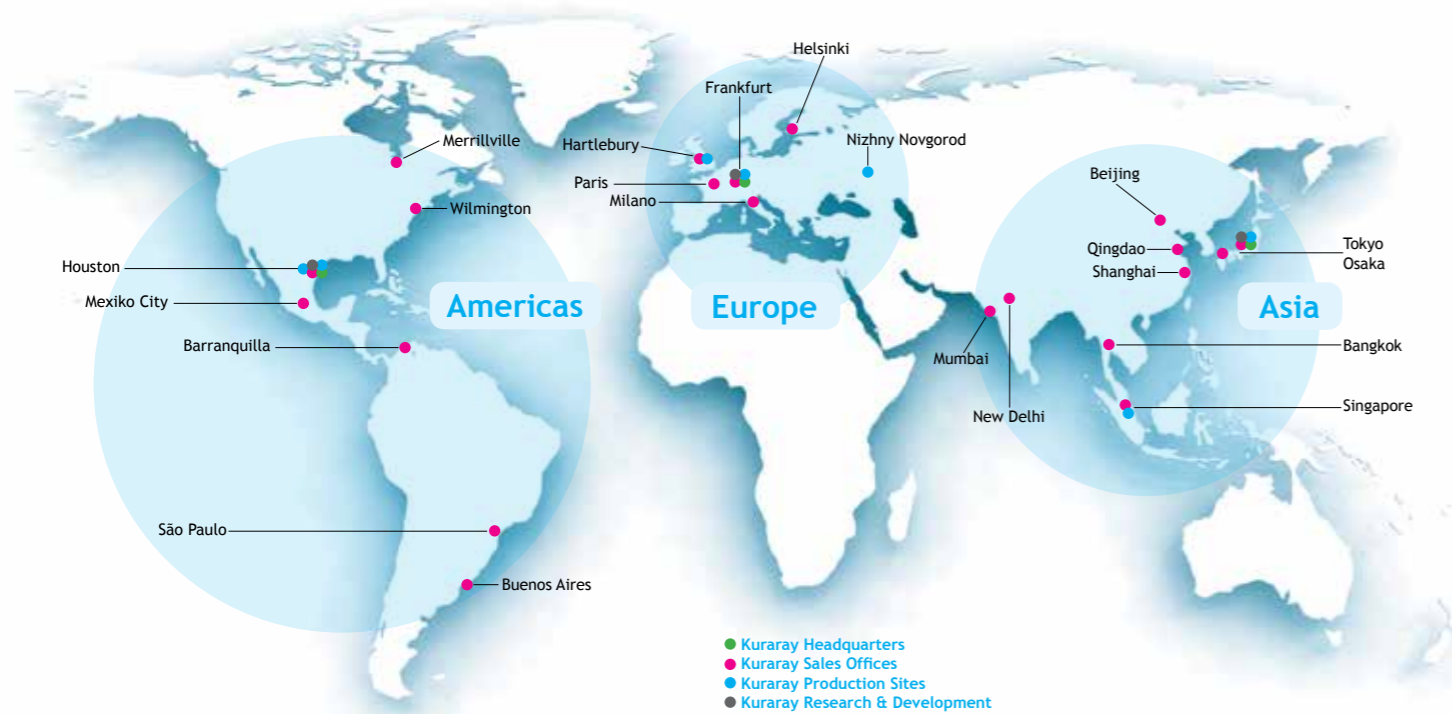 Helsinki
Frankfurt
Merrillville
Hartlebury
Nizhny Novgorod
Beijing
Paris
Milano
Wilmington
Qingdao
Tokyo
Osaka
Houston
Shanghai
Mexiko City
Americas
Europe
Asia
Barranquilla
Mumbai
Bangkok
New Delhi
Singapore
São Paulo
Buenos Aires
Kuraray Headquarters
Kuraray Sales Offices
Kuraray Production Sites
Kuraray Research & Development